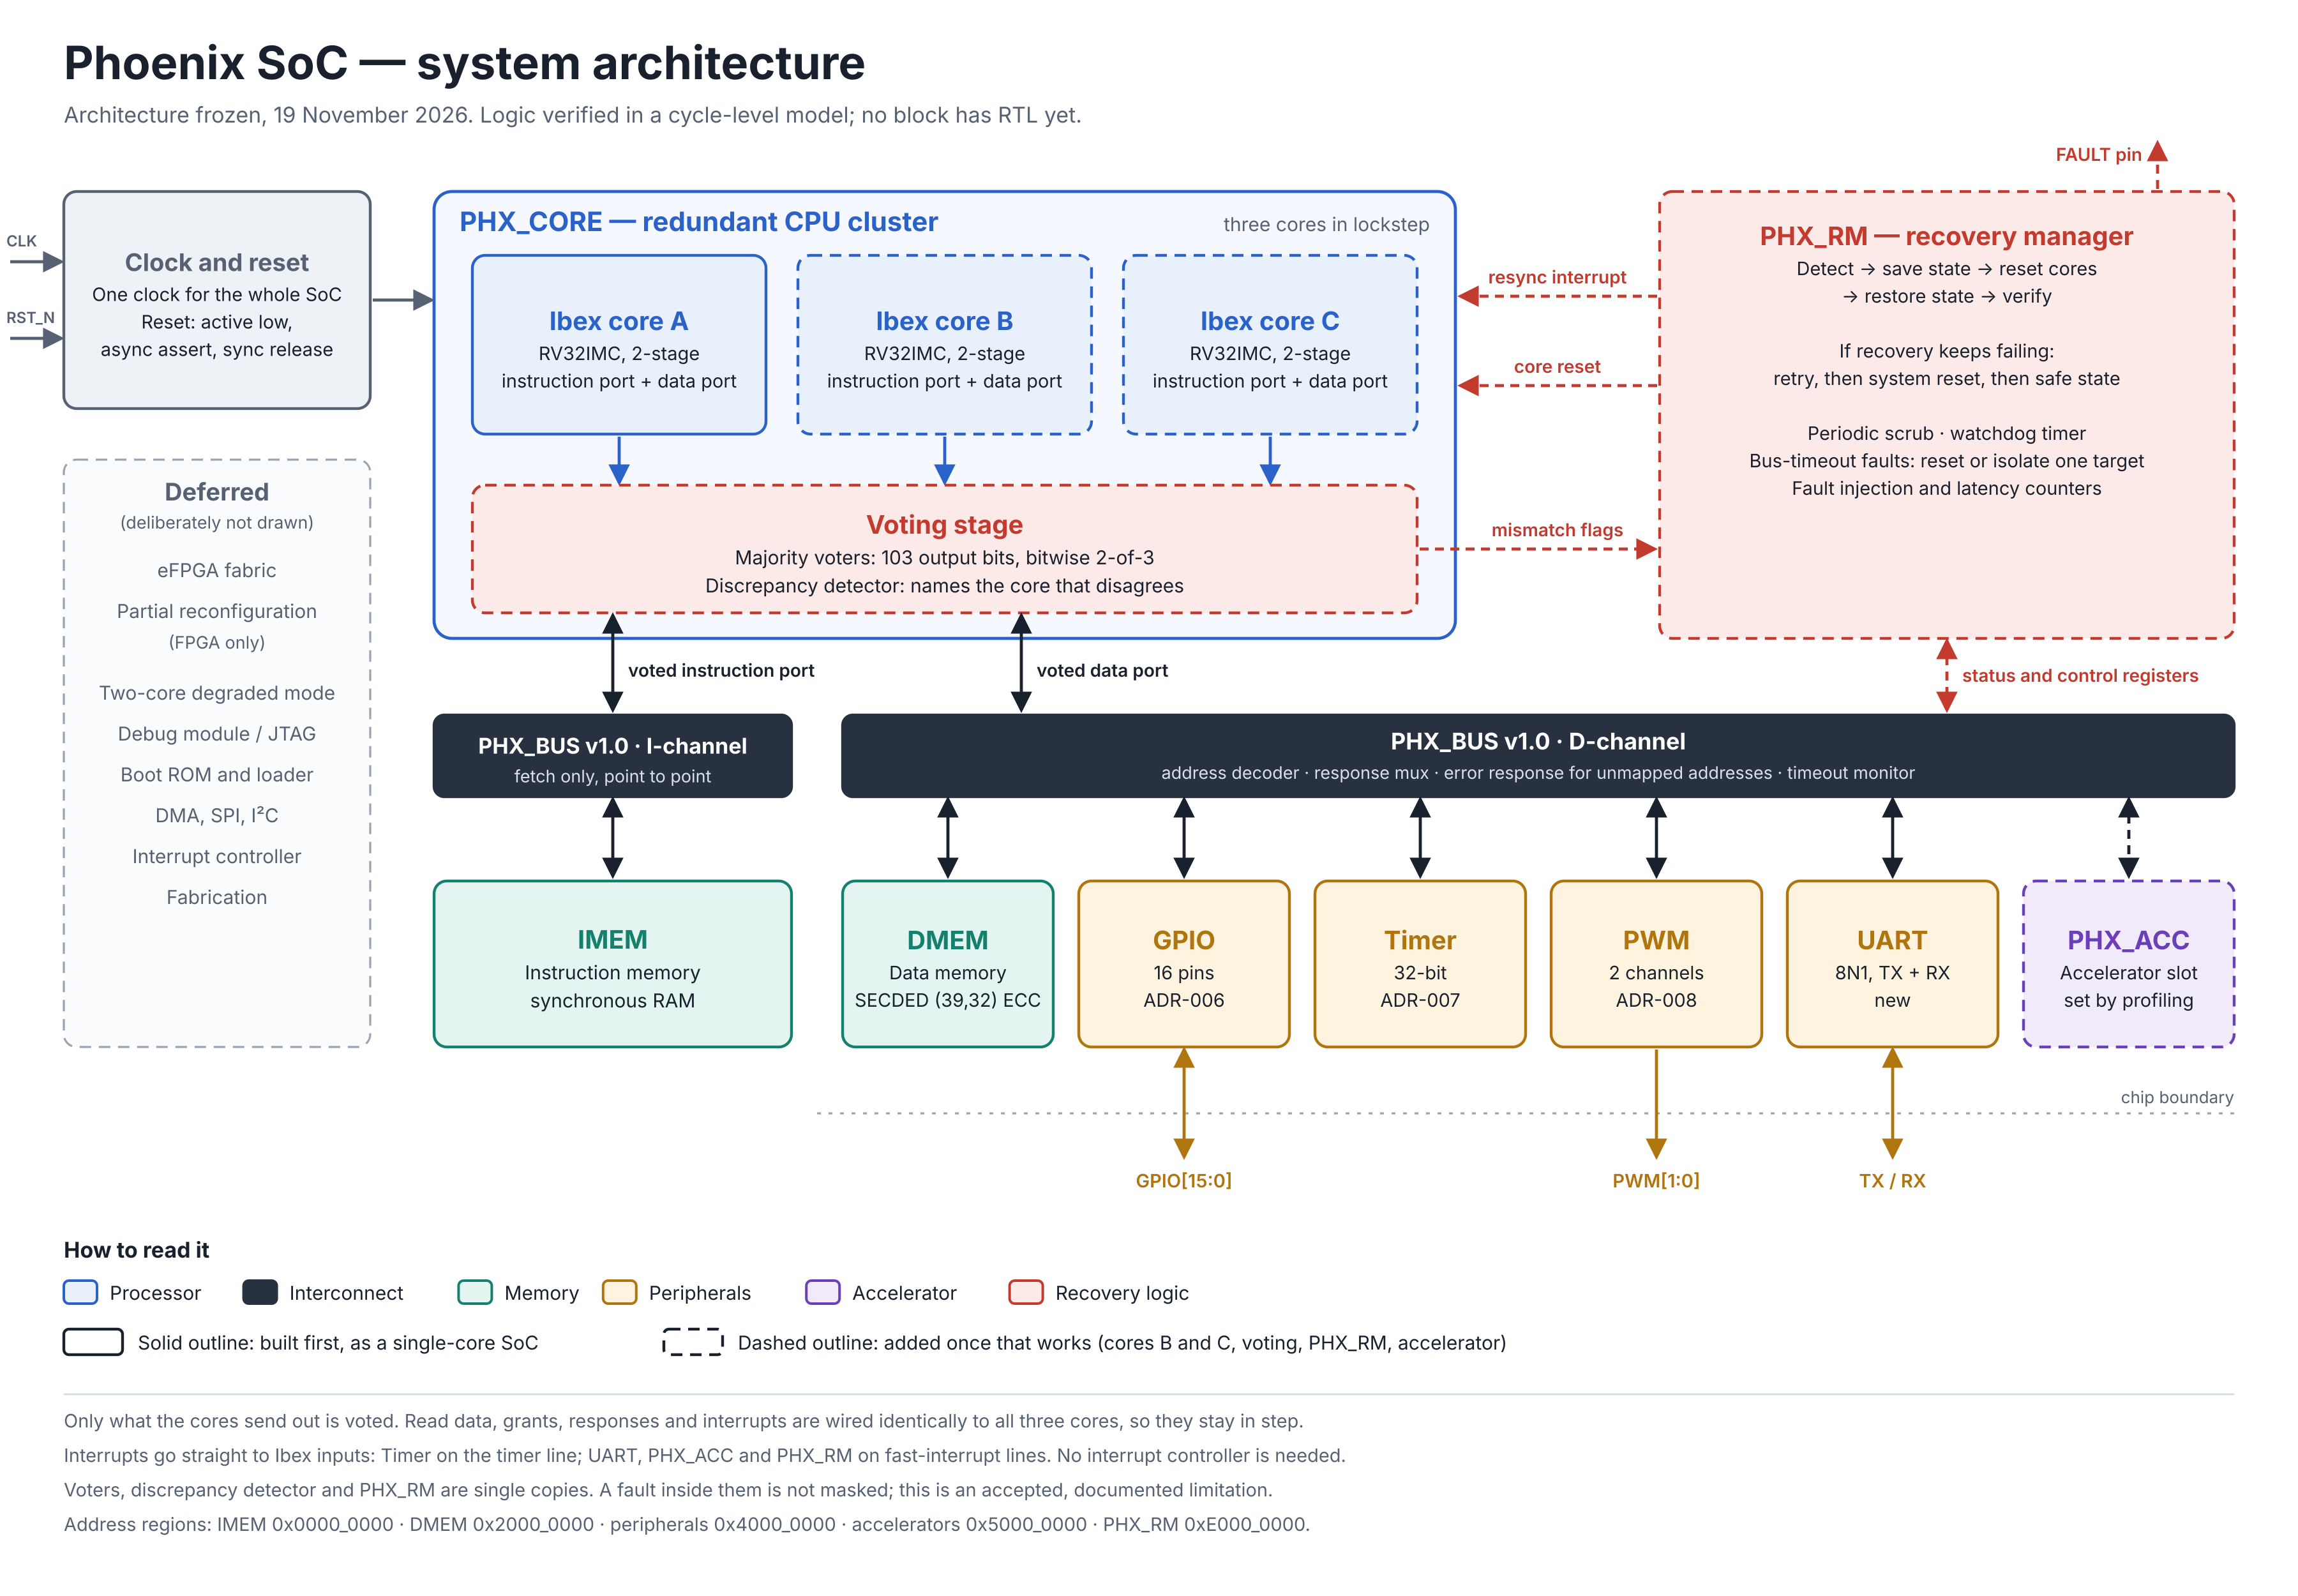 Phoenix SoC — system architecture
Architecture frozen, 19 November 2026. Logic verified in a cycle-level model; no block has RTL yet.
FAULT pin
CLK
RST_N
Clock and reset
One clock for the whole SoC
Reset: active low,
async assert, sync release
PHX_CORE — redundant CPU cluster
three cores in lockstep
Ibex core A
RV32IMC, 2-stage
instruction port + data port
Ibex core B
RV32IMC, 2-stage
instruction port + data port
Ibex core C
RV32IMC, 2-stage
instruction port + data port
Voting stage
Majority voters: 103 output bits, bitwise 2-of-3
Discrepancy detector: names the core that disagrees
resync interrupt
core reset
mismatch flags
PHX_RM — recovery manager
Detect → save state → reset cores
→ restore state → verify
If recovery keeps failing:
retry, then system reset, then safe state
Periodic scrub · watchdog timer
Bus-timeout faults: reset or isolate one target
Fault injection and latency counters
Deferred
(deliberately not drawn)
eFPGA fabric
Partial reconfiguration
(FPGA only)
Two-core degraded mode
Debug module / JTAG
Boot ROM and loader
DMA, SPI, I²C
Interrupt controller
Fabrication
voted instruction port
voted data port
status and control registers
PHX_BUS v1.0 · I-channel
fetch only, point to point
PHX_BUS v1.0 · D-channel
address decoder · response mux · error response for unmapped addresses · timeout monitor
IMEM
Instruction memory
synchronous RAM
DMEM
Data memory
SECDED (39,32) ECC
GPIO
16 pins
ADR-006
Timer
32-bit
ADR-007
PWM
2 channels
ADR-008
UART
8N1, TX + RX
new
PHX_ACC
Accelerator slot
set by profiling
chip boundary
GPIO[15:0]
PWM[1:0]
TX / RX
How to read it
Processor
Interconnect
Memory
Peripherals
Accelerator
Recovery logic
Solid outline: built first, as a single-core SoC
Dashed outline: added once that works (cores B and C, voting, PHX_RM, accelerator)
Only what the cores send out is voted. Read data, grants, responses and interrupts are wired identically to all three cores, so they stay in step.
Interrupts go straight to Ibex inputs: Timer on the timer line; UART, PHX_ACC and PHX_RM on fast-interrupt lines. No interrupt controller is needed.
Voters, discrepancy detector and PHX_RM are single copies. A fault inside them is not masked; this is an accepted, documented limitation.
Address regions: IMEM 0x0000_0000 · DMEM 0x2000_0000 · peripherals 0x4000_0000 · accelerators 0x5000_0000 · PHX_RM 0xE000_0000.